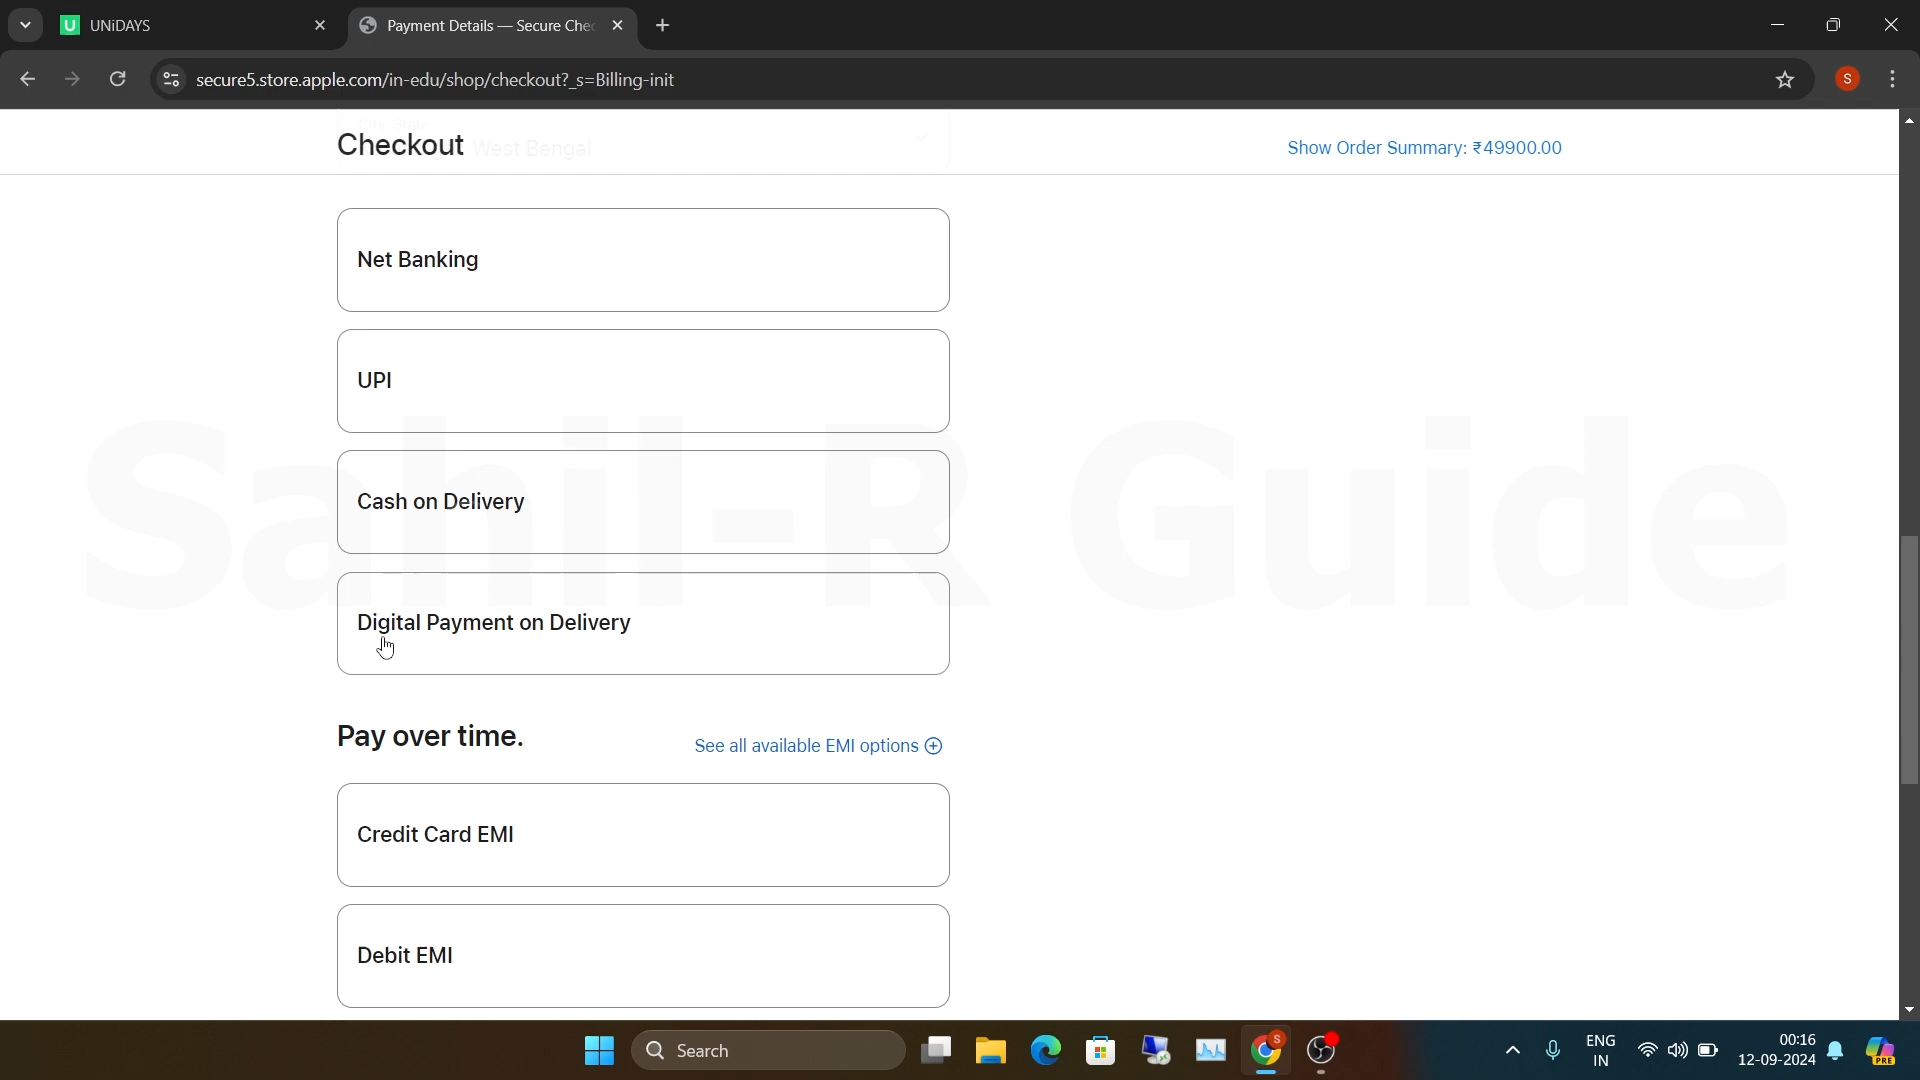 UNiDAYS
Payment Details — Secure Chec
secure5.store.apple.com/in-edu/shop/checkout?_s=Billing-init
S
Checkout
West Bengal
Show Order Summary: ₹49900.00
Net Banking
UPI
Cash on Delivery
Sahil-R Guide
Digital Payment on Delivery
Pay over time.
See all available EMI options
Credit Card EMI
Debit EMI
Search
S
ENG
IN
00:16
12-09-2024
PRE